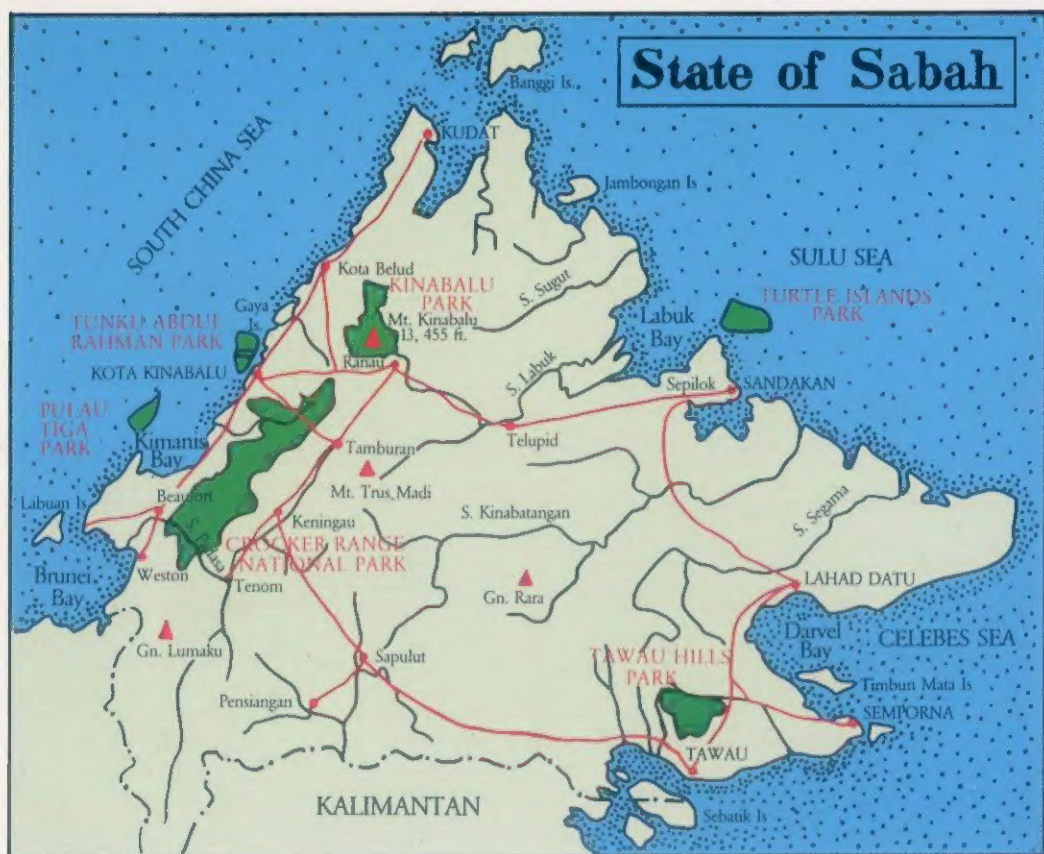 State of Sabah
Banggi Is.
KUDAT
SOUTH CHINA SEA
Jambongan Is
SULU SEA
Kota Belud
KINABALU
PARK
S. Sugut
TURTLE ISLANDS
PARK
Gaya
Is.
Mt. Kinabalu
13, 455 ft.
Labuk
Bay
TUNKU ABDUL
RAHMAN PARK
Ranau
S. Labuk
KOTA KINABALU
Sepilok
SANDAKAN
PULAU
TIGA
PARK
Kimanis
Bay
Tamburan
Telupid
Mt. Trus Madi
Labuan Is
Beaufort
S. Kinabatangan
S. Segama
Keningau
CROCKER RANGE
NATIONAL PARK
Brunei
Bay
Weston
Tenom
Gn. Rara
LAHAD DATU
Gn. Lumaku
Darvel
Bay
CELEBES SEA
Sapulut
TAWAU HILLS
PARK
Timbun Mata Is
Pensiangan
SEMPORNA
TAWAU
KALIMANTAN
Sebatik Is